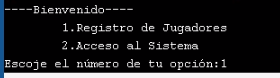 ----Bienvenido----
1.Registro de Jugadores
2.Acceso al Sistema
Escoje el número de tu opción:1